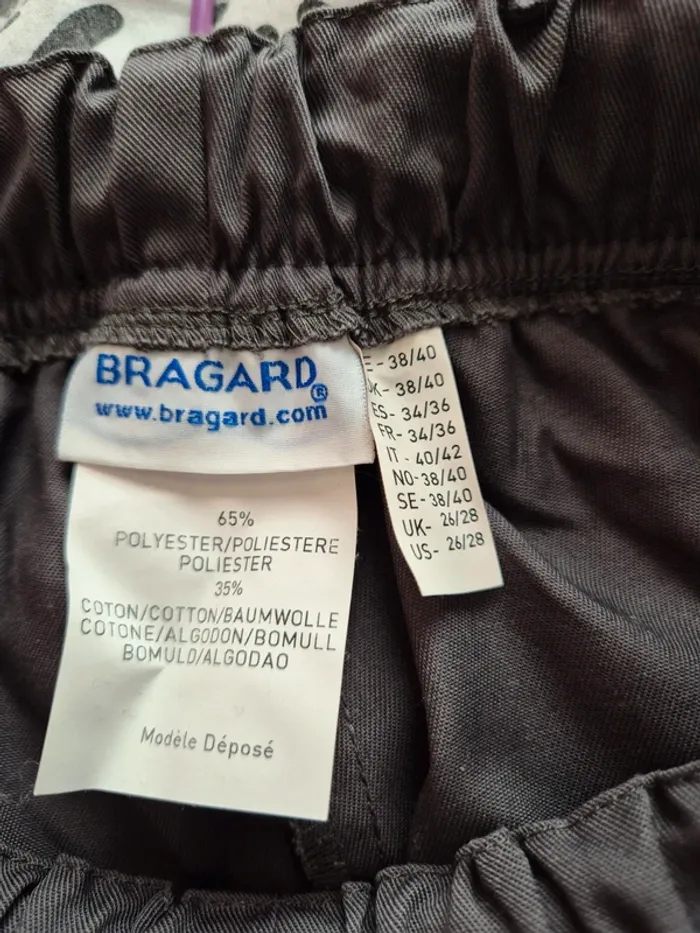 BRAGARD®
www.bragard.com
65%
POLYESTER/POLIESTERE
POLIESTER
35%
COTON/COTTON/BAUMWOLLE
COTONE/ALGODON/BOMULL
BOMULD/ALGODAO
Modèle Déposé
E- 38/40
K- 38/40
ES- 34/36
FR- 34/36
IT - 40/42
NO-38/40
SE-38/40
UK- 26/28
US- 26/28